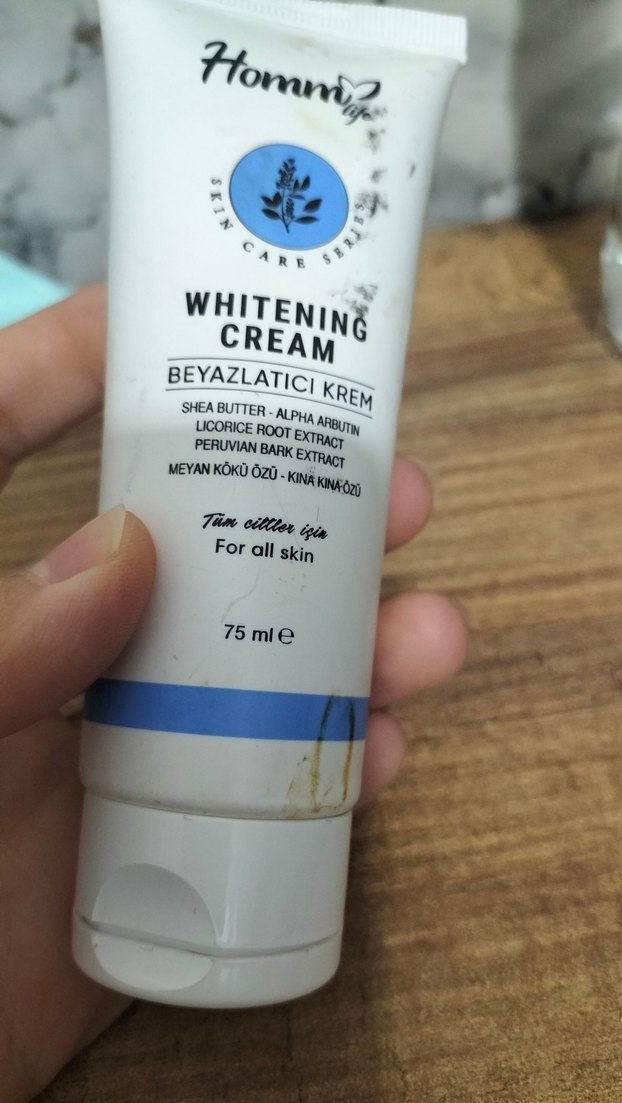 Homm life
SKIN CARE SERIES
WHITENING
CREAM
BEYAZLATICI KREM
SHEA BUTTER - ALPHA ARBUTIN
LICORICE ROOT EXTRACT
PERUVIAN BARK EXTRACT
MEYAN KÖKÜ ÖZÜ - KINA KINA ÖZÜ
Tüm ciltler için
For all skin
75 ml ℮